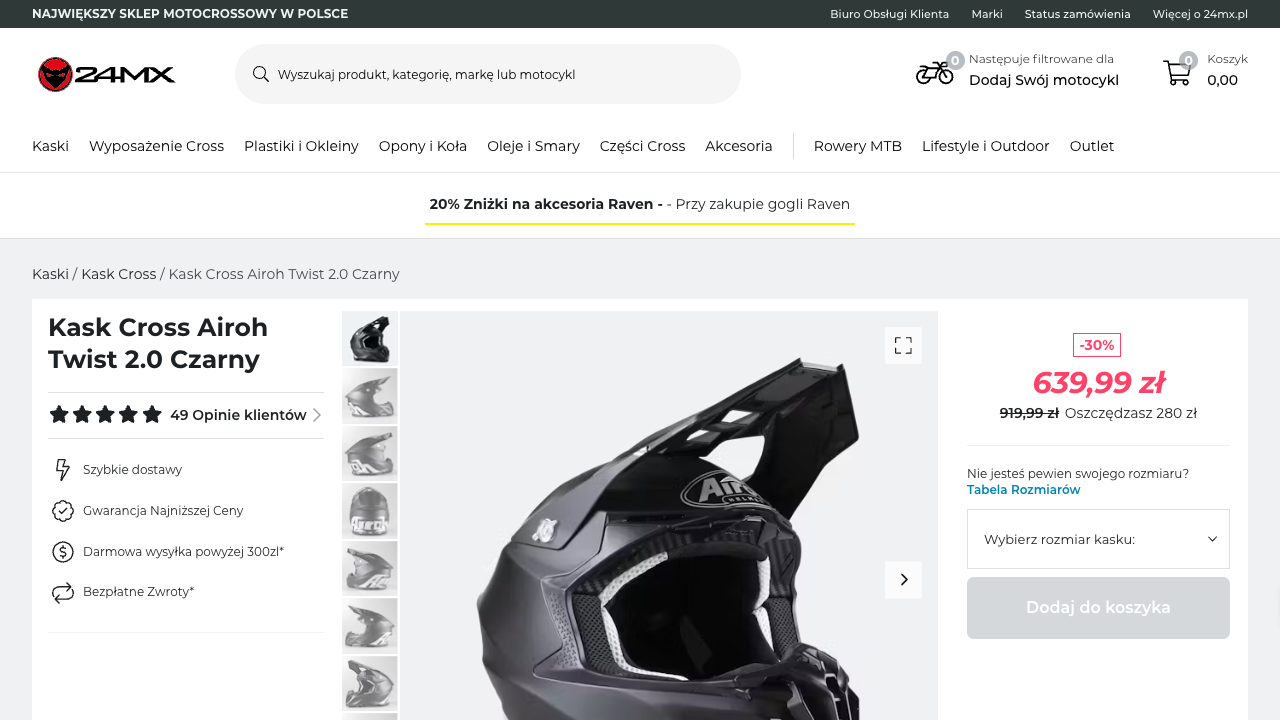 NAJWIĘKSZY SKLEP MOTOCROSSOWY W POLSCE
Biuro Obsługi Klienta Marki Status zamówienia Więcej o 24mx.pl
24MX
Wyszukaj produkt, kategorię, markę lub motocykl
0
Następuje filtrowane dla
Dodaj Swój motocykl
0
Koszyk
0,00
Kaski Wyposażenie Cross Plastiki i Okleiny Opony i Koła Oleje i Smary Części Cross Akcesoria Rowery MTB Lifestyle i Outdoor Outlet
20% Zniżki na akcesoria Raven - - Przy zakupie gogli Raven
Kaski / Kask Cross / Kask Cross Airoh Twist 2.0 Czarny
Kask Cross Airoh
Twist 2.0 Czarny
49 Opinie klientów
Szybkie dostawy
Gwarancja Najniższej Ceny
Darmowa wysyłka powyżej 300zl*
Bezpłatne Zwroty*
-30%
639,99 zł
919,99 zł Oszczędzasz 280 zł
Nie jesteś pewien swojego rozmiaru?
Tabela Rozmiarów
Wybierz rozmiar kasku:
Dodaj do koszyka